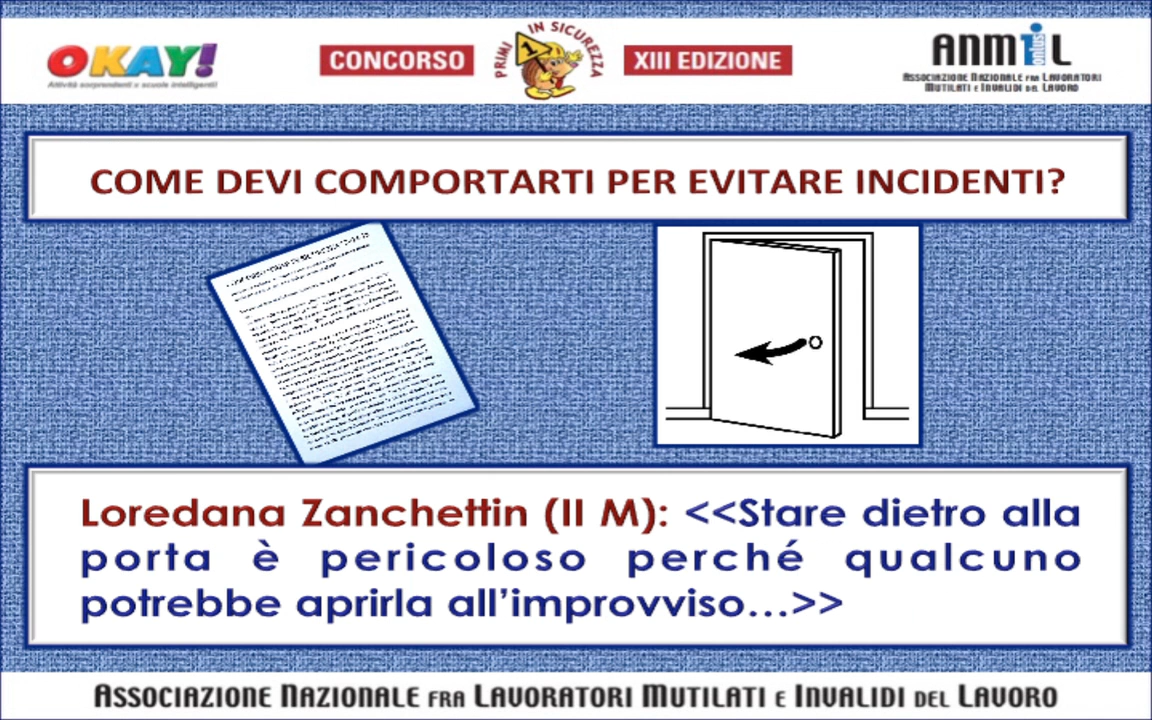 OKAY!
Attività sorprendenti e scuole intelligenti!
CONCORSO
PRIMI IN SICUREZZA
1
XIII EDIZIONE
ANMIL
onlus
ASSOCIAZIONE NAZIONALE FRA LAVORATORI
MUTILATI E INVALIDI DEL LAVORO
COME DEVI COMPORTARTI PER EVITARE INCIDENTI?
Loredana Zanchettin (II M): <<Stare dietro alla
porta è pericoloso perché qualcuno
potrebbe aprirla all’improvviso...>>
ASSOCIAZIONE NAZIONALE FRA LAVORATORI MUTILATI E INVALIDI DEL LAVORO